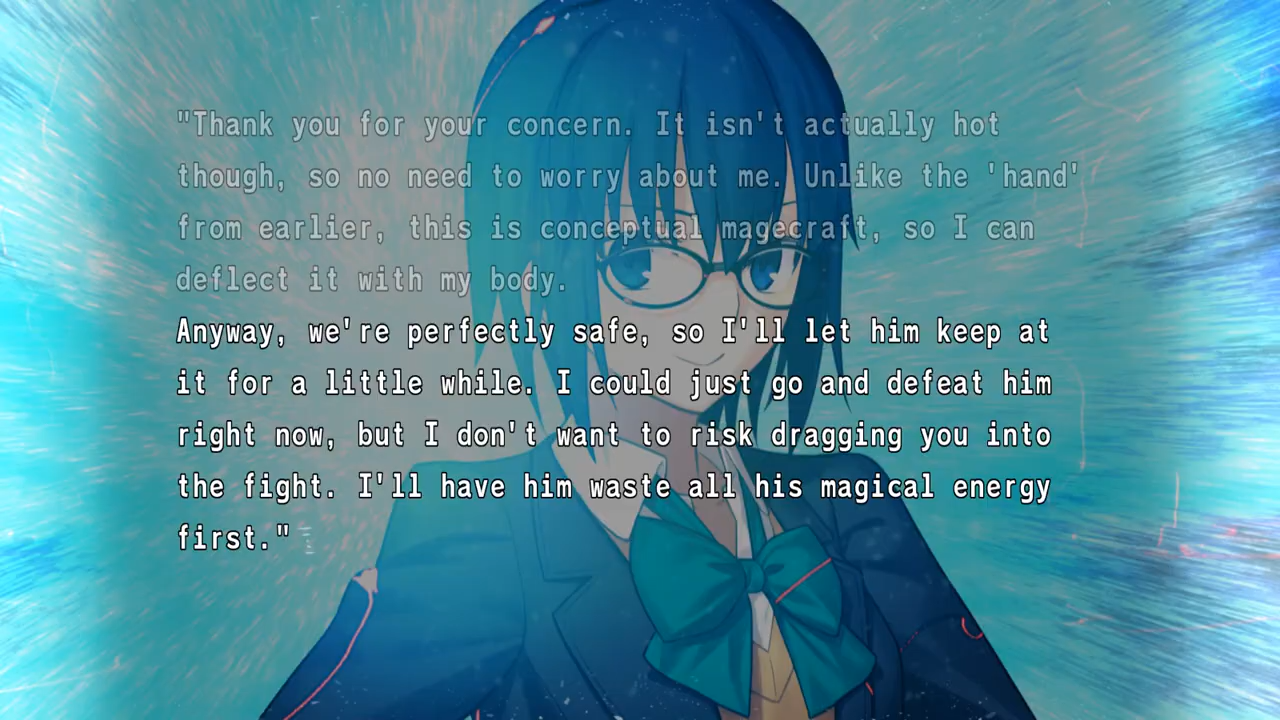 "Thank you for your concern. It isn't actually hot
though, so no need to worry about me. Unlike the 'hand'
from earlier, this is conceptual magecraft, so I can
deflect it with my body.
Anyway, we're perfectly safe, so I'll let him keep at
it for a little while. I could just go and defeat him
right now, but I don't want to risk dragging you into
the fight. I'll have him waste all his magical energy
first."